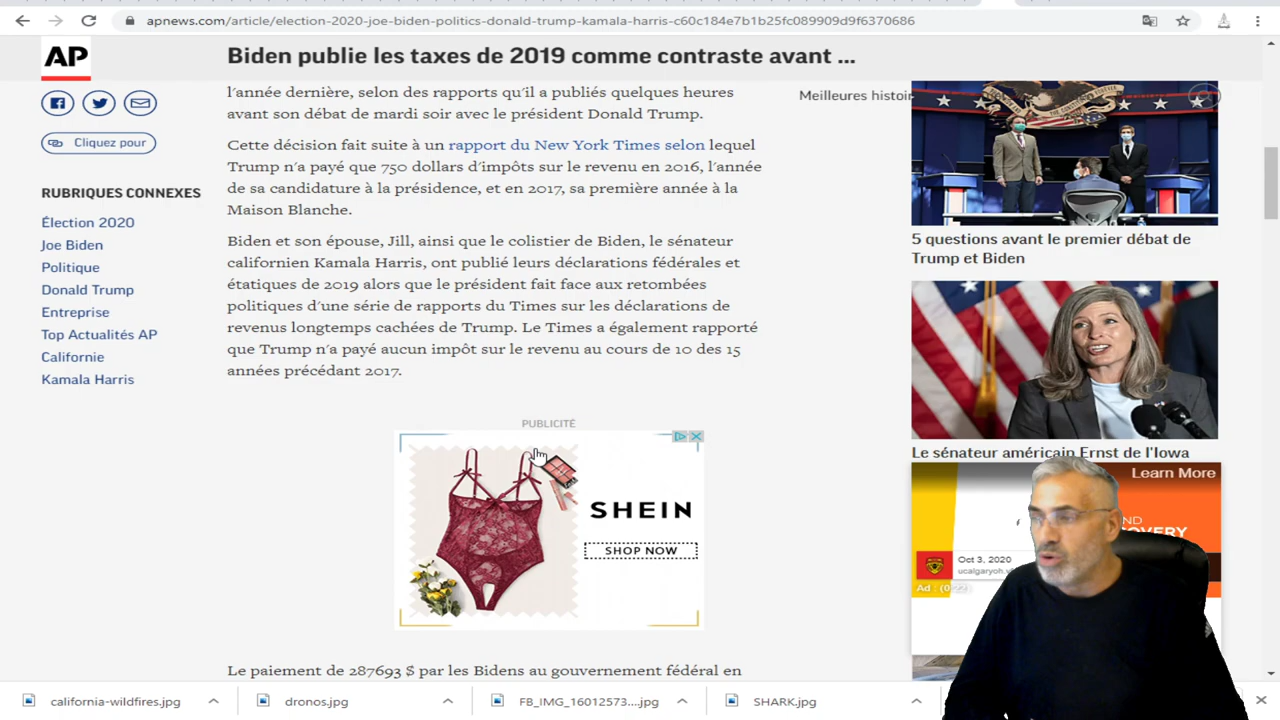 apnews.com/article/election-2020-joe-biden-politics-donald-trump-kamala-harris-c60c184e7b1b25fc089909d9f6370686
AP
Biden publie les taxes de 2019 comme contraste avant ...
Cliquez pour
RUBRIQUES CONNEXES
Élection 2020
Joe Biden
Politique
Donald Trump
Entreprise
Top Actualités AP
Californie
Kamala Harris
l'année dernière, selon des rapports qu'il a publiés quelques heures
avant son débat de mardi soir avec le président Donald Trump.
Cette décision fait suite à un rapport du New York Times selon lequel
Trump n'a payé que 750 dollars d'impôts sur le revenu en 2016, l'année
de sa candidature à la présidence, et en 2017, sa première année à la
Maison Blanche.
Biden et son épouse, Jill, ainsi que le colistier de Biden, le sénateur
californien Kamala Harris, ont publié leurs déclarations fédérales et
étatiques de 2019 alors que le président fait face aux retombées
politiques d'une série de rapports du Times sur les déclarations de
revenus longtemps cachées de Trump. Le Times a également rapporté
que Trump n'a payé aucun impôt sur le revenu au cours de 10 des 15
années précédant 2017.
PUBLICITÉ
SHEIN
SHOP NOW
Le paiement de 287693 $ par les Bidens au gouvernement fédéral en
Meilleures
5 questions avant le premier débat de
Trump et Biden
Le sénateur américain Ernst de l'Iowa
Learn More
Oct 3, 2020
Ad : (0:22)
california-wildfires.jpg
dronos.jpg
FB_IMG_16012573....jpg
SHARK.jpg